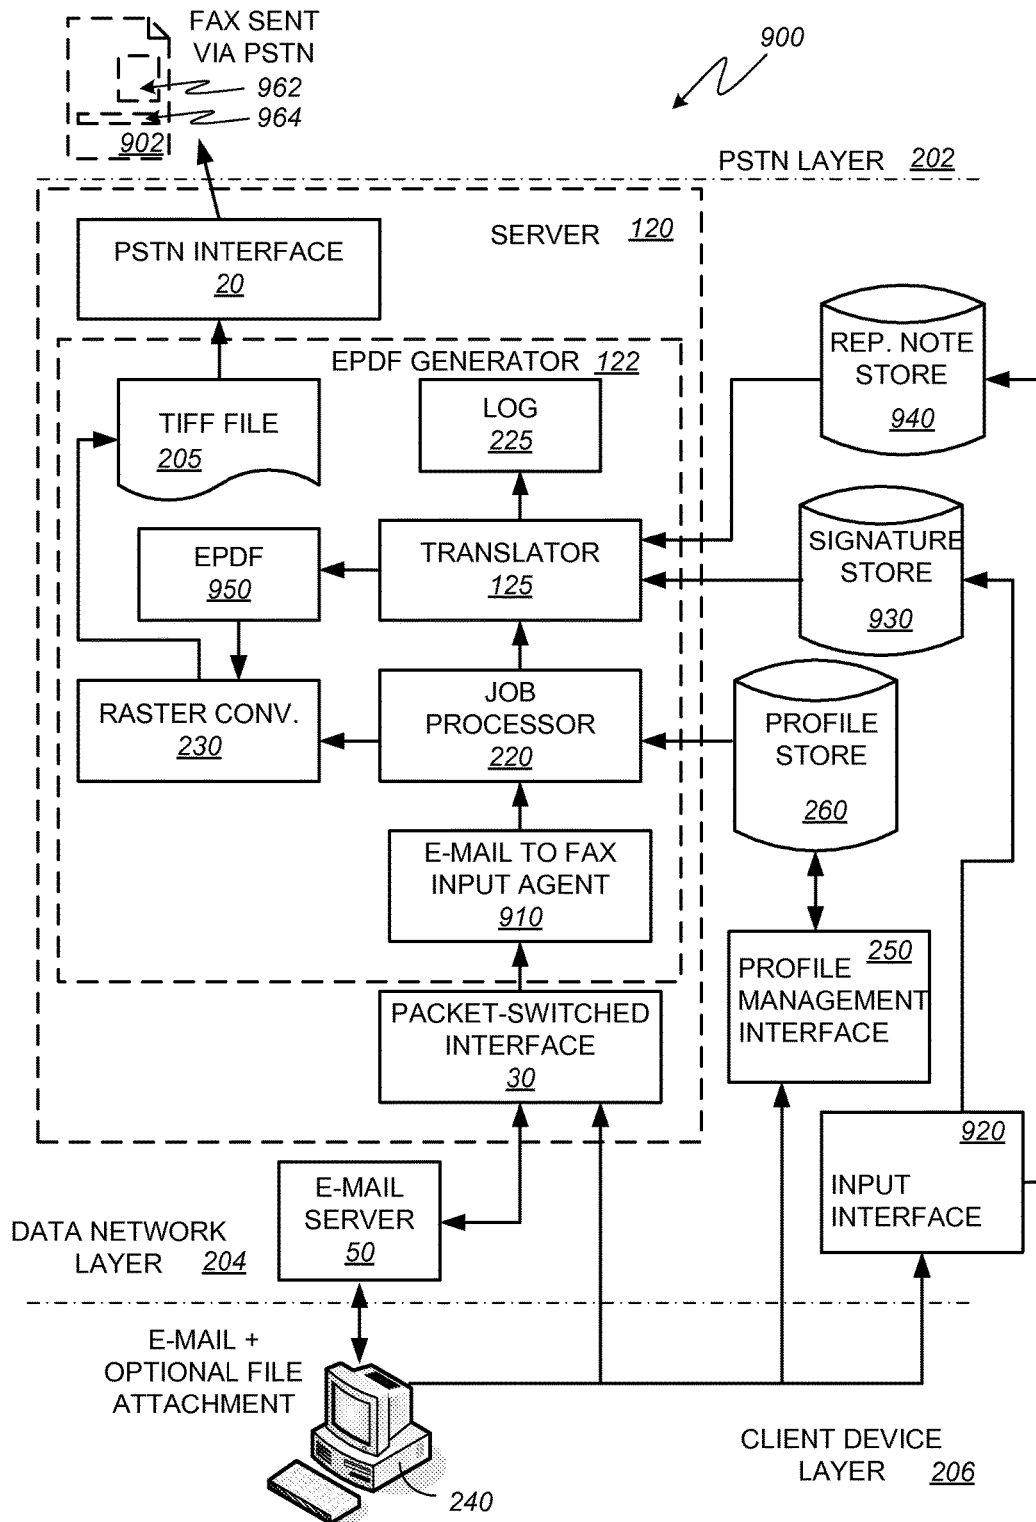 FAX SENT
VIA PSTN
962
964
902
900
PSTN LAYER 202
SERVER 120
PSTN INTERFACE
20
EPDF GENERATOR 122
TIFF FILE
205
LOG
225
REP. NOTE
STORE
940
EPDF
950
TRANSLATOR
125
SIGNATURE
STORE
930
RASTER CONV.
230
JOB
PROCESSOR
220
PROFILE
STORE
260
E-MAIL TO FAX
INPUT AGENT
910
250
PROFILE
MANAGEMENT
INTERFACE
PACKET-SWITCHED
INTERFACE
30
920
INPUT
INTERFACE
E-MAIL
SERVER
50
DATA NETWORK
LAYER 204
E-MAIL +
OPTIONAL FILE
ATTACHMENT
240
CLIENT DEVICE
LAYER 206